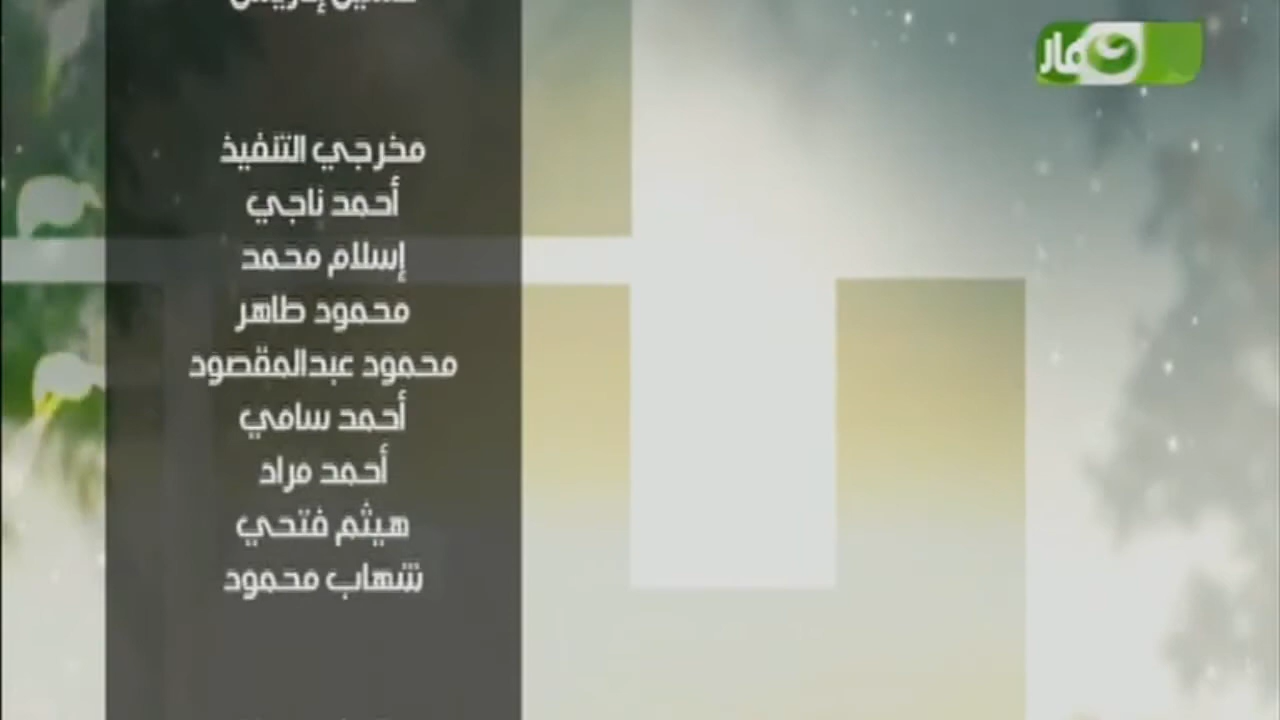 مخرجي التنفيذ
أحمد ناجي
إسلام محمد
محمود طاهر
محمود عبدالمقصود
أحمد سامي
أحمد مراد
هيثم فتحي
شهاب محمود